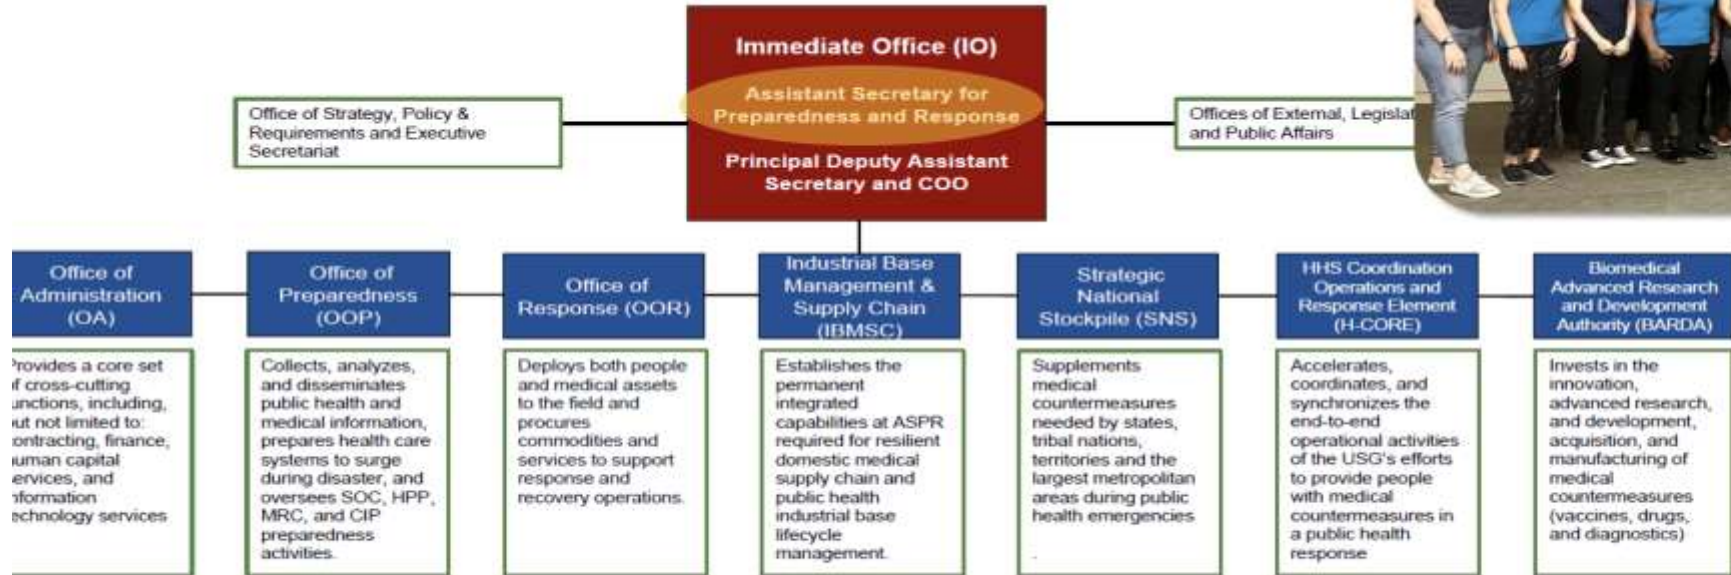 Immediate Office (IO)
Assistant Secretary for
Preparedness and Response
Principal Deputy Assistant
Secretary and COO
Office of Strategy, Policy &
Requirements and Executive
Secretariat
Offices of External, Legislat
and Public Affairs
Office of
Administration
(OA)
Provides a core set
of cross-cutting
unctions, including,
but not limited to:
contracting, finance,
uman capital
ervices, and
nformation
echnology services
Office of
Preparedness
(OOP)
Collects, analyzes,
and disseminates
public health and
medical information,
prepares health care
systems to surge
during disaster, and
oversees SOC, HPP,
MRC, and CIP
preparedness
activities.
Office of
Response (OOR)
Deploys both people
and medical assets
to the field and
procures
commodities and
services to support
response and
recovery operations.
Industrial Base
Management &
Supply Chain
(IBMSC)
Establishes the
permanent
integrated
capabilities at ASPR
required for resilient
domestic medical
supply chain and
public health
industrial base
lifecycle
management.
Strategic
National
Stockpile (SNS)
Supplements
medical
countermeasures
needed by states,
tribal nations,
territories and the
largest metropolitan
areas during public
health emergencies
.
HHS Coordination
Operations and
Response Element
(H-CORE)
Accelerates,
coordinates, and
synchronizes the
end-to-end
operational activities
of the USG's efforts
to provide people
with medical
countermeasures in
a public health
response
Biomedical
Advanced Research
and Development
Authority (BARDA)
Invests in the
innovation,
advanced research,
and development,
acquisition, and
manufacturing of
medical
countermeasures
(vaccines, drugs,
and diagnostics)